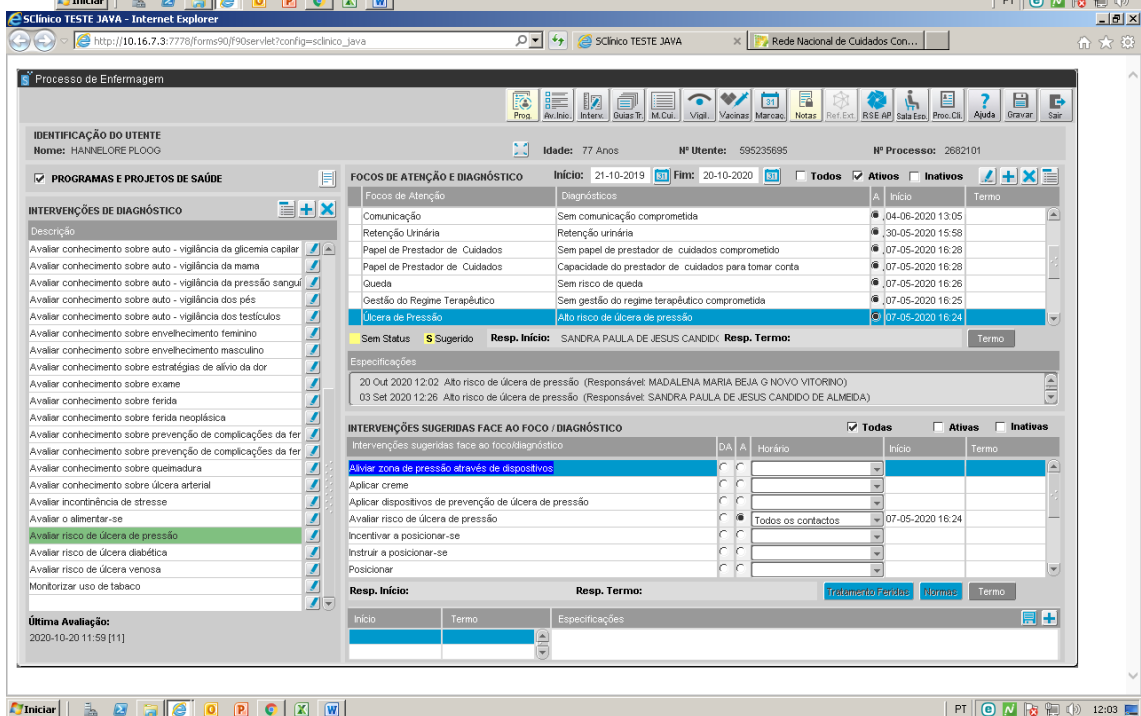 Iniciar
PT
SClínico TESTE JAVA - Internet Explorer
http://10.16.7.3:7778/forms90/f90servlet?config=sclinico_java
SClínico TESTE JAVA
Rede Nacional de Cuidados Con...
Processo de Enfermagem
Prog. Av.Inic. Interv. Guias Tr. M.Cui. Vigil. Vacinas Marcaç. Notas Ref.Ext. RSE AP Sala Esp. Proc.Cli. Ajuda Gravar Sair
IDENTIFICAÇÃO DO UTENTE
Nome: HANNELORE PLOOG Idade: 77 Anos Nº Utente: 595235695 Nº Processo: 2682101
PROGRAMAS E PROJETOS DE SAÚDE
INTERVENÇÕES DE DIAGNÓSTICO
Descrição
Avaliar conhecimento sobre auto - vigilância da glicemia capilar
Avaliar conhecimento sobre auto - vigilância da mama
Avaliar conhecimento sobre auto - vigilância da pressão sanguí
Avaliar conhecimento sobre auto - vigilância dos pés
Avaliar conhecimento sobre auto - vigilância dos testículos
Avaliar conhecimento sobre envelhecimento feminino
Avaliar conhecimento sobre envelhecimento masculino
Avaliar conhecimento sobre estratégias de alívio da dor
Avaliar conhecimento sobre exame
Avaliar conhecimento sobre ferida
Avaliar conhecimento sobre ferida neoplásica
Avaliar conhecimento sobre prevenção de complicações da fer
Avaliar conhecimento sobre prevenção de complicações da fer
Avaliar conhecimento sobre queimadura
Avaliar conhecimento sobre úlcera arterial
Avaliar incontinência de stresse
Avaliar o alimentar-se
Avaliar risco de úlcera de pressão
Avaliar risco de úlcera diabética
Avaliar risco de úlcera venosa
Monitorizar uso de tabaco
Última Avaliação:
2020-10-20 11:59 [11]
FOCOS DE ATENÇÃO E DIAGNÓSTICO Início: 21-10-2019 31 Fim: 20-10-2020 31 Todos Ativos Inativos
Focos de Atenção Diagnósticos A Início Termo
Comunicação Sem comunicação comprometida 04-06-2020 13:05
Retenção Urinária Retenção urinária 30-05-2020 15:58
Papel de Prestador de Cuidados Sem papel de prestador de cuidados comprometido 07-05-2020 16:28
Papel de Prestador de Cuidados Capacidade do prestador de cuidados para tomar conta 07-05-2020 16:28
Queda Sem risco de queda 07-05-2020 16:26
Gestão do Regime Terapêutico Sem gestão do regime terapêutico comprometida 07-05-2020 16:25
Úlcera de Pressão Alto risco de úlcera de pressão 07-05-2020 16:24
Sem Status S Sugerido Resp. Início: SANDRA PAULA DE JESUS CANDID( Resp. Termo: Termo
Especificações
20 Out 2020 12:02 Alto risco de úlcera de pressão (Responsável: MADALENA MARIA BEJA G NOVO VITORINO)
03 Set 2020 12:26 Alto risco de úlcera de pressão (Responsável: SANDRA PAULA DE JESUS CANDIDO DE ALMEIDA)
INTERVENÇÕES SUGERIDAS FACE AO FOCO / DIAGNÓSTICO Todas Ativas Inativas
Intervenções sugeridas face ao foco/diagnóstico DA A Horário Início Termo
Aliviar zona de pressão através de dispositivos
Aplicar creme
Aplicar dispositivos de prevenção de úlcera de pressão
Avaliar risco de úlcera de pressão Todos os contactos 07-05-2020 16:24
Incentivar a posicionar-se
Instruir a posicionar-se
Posicionar
Resp. Início: Resp. Termo: Tratamento Feridas Normas Termo
Início Termo Especificações
Iniciar
PT
12:03